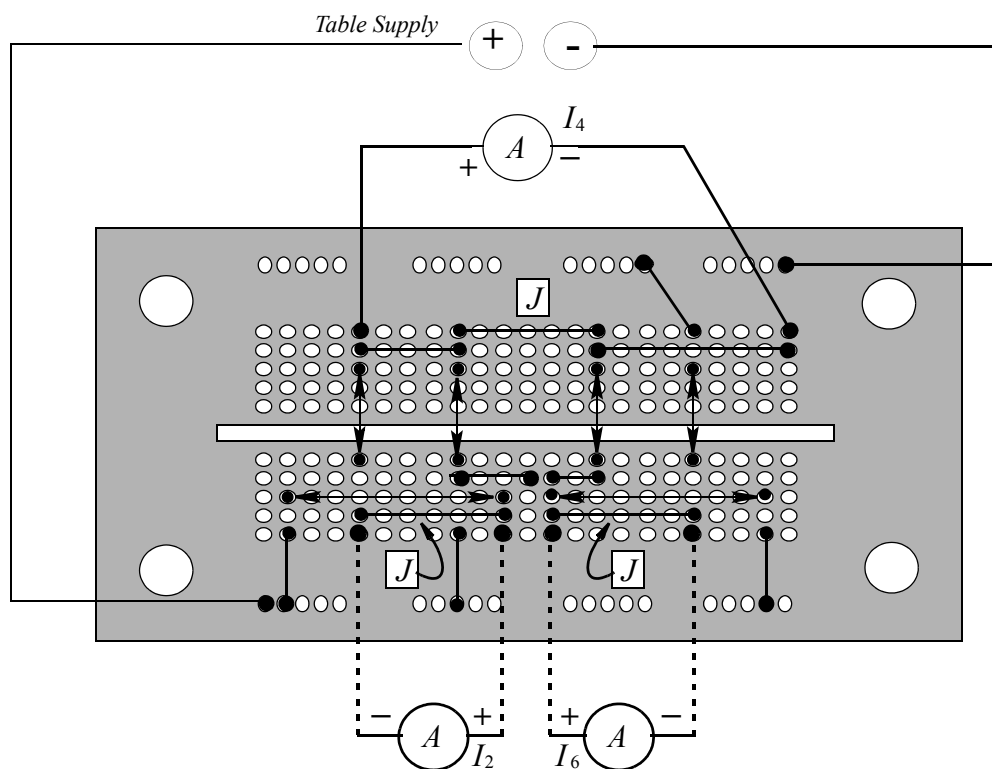 Table Supply
+ -
I4
A
+ −
J
J J
− + + −
A A
I2 I6